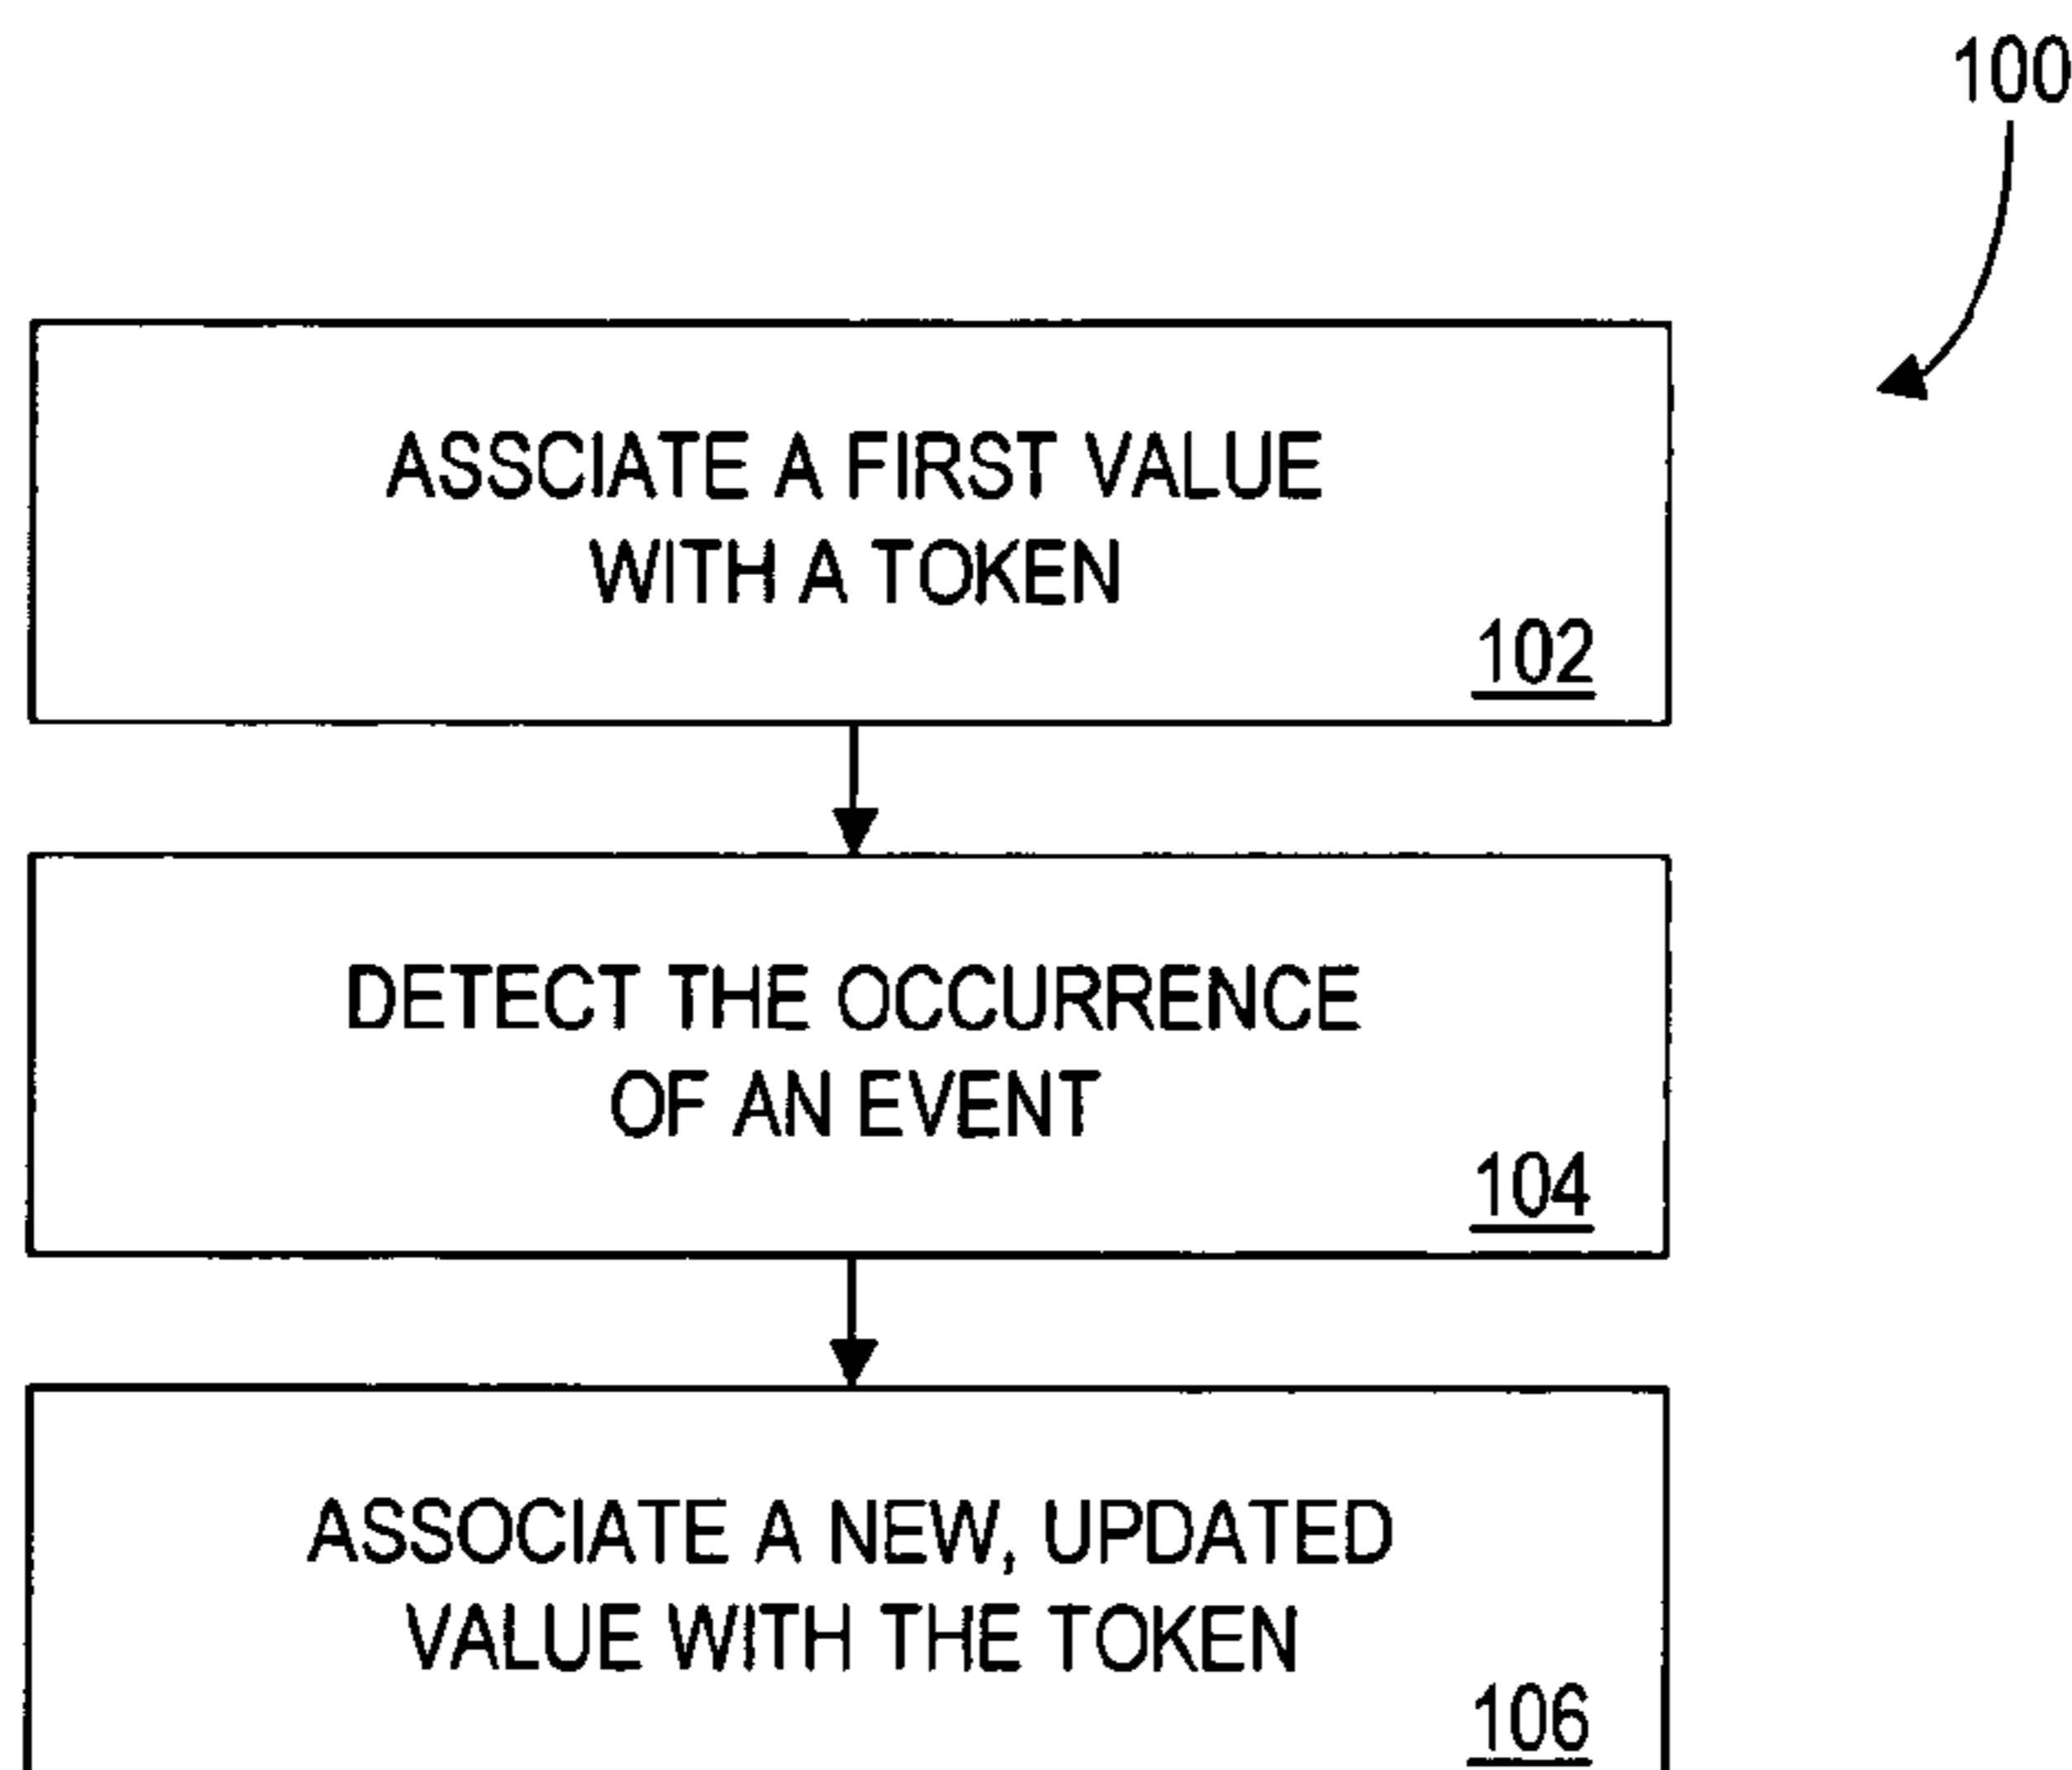 100
ASSCIATE A FIRST VALUE
WITH A TOKEN
102
DETECT THE OCCURRENCE
OF AN EVENT
104
ASSOCIATE A NEW, UPDATED
VALUE WITH THE TOKEN
106